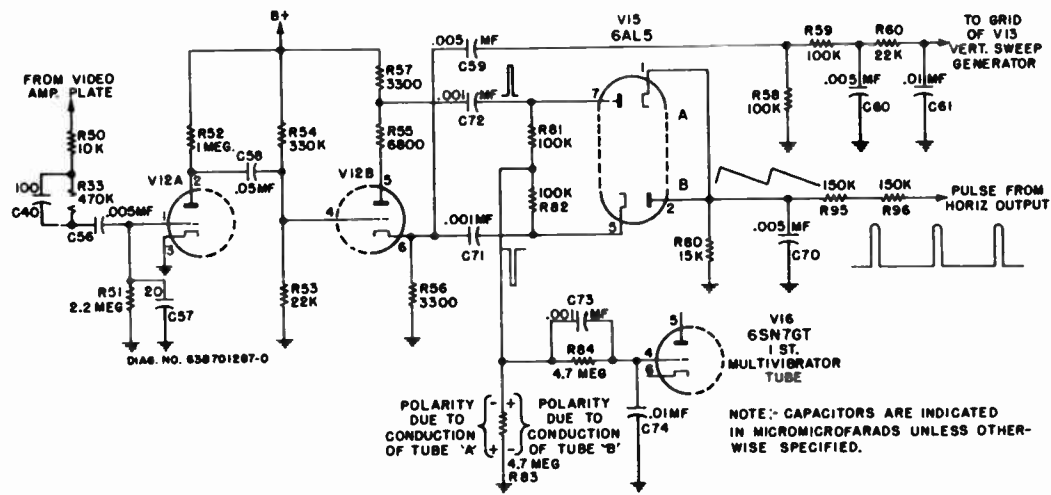 B+
V15
6AL5
TO GRID
OF V13
VERT. SWEEP
GENERATOR
.005 MF
C59
R59
100K
R60
22K
FROM VIDEO
AMP. PLATE
R57
3300
.001 MF
C72
7
1
A
R58
100K
.005 MF
C60
.01 MF
C61
R50
10K
R52
1 MEG.
R54
330K
R55
6800
R81
100K
C58
.05MF
V12A
2
V12B
5
100K
R82
B
100
C40
R33
470K
.005MF
C56
1
3
4
6
.001 MF
C71
5
2
150K
R95
150K
R96
PULSE FROM
HORIZ OUTPUT
R51
2.2 MEG
20
C57
R53
22K
R56
3300
R80
15K
.005 MF
C70
DIAG. NO. 638701287-0
C73
.001 MF
R84
4.7 MEG
5
4
6
V16
6SN7GT
1 ST.
MULTIVIBRATOR
TUBE
POLARITY
DUE TO
CONDUCTION
OF TUBE 'A'
- +
+ -
POLARITY
DUE TO
CONDUCTION
OF TUBE 'B'
4.7 MEG
R83
.01MF
C74
NOTE:- CAPACITORS ARE INDICATED
IN MICROMICROFARADS UNLESS OTHER-
WISE SPECIFIED.